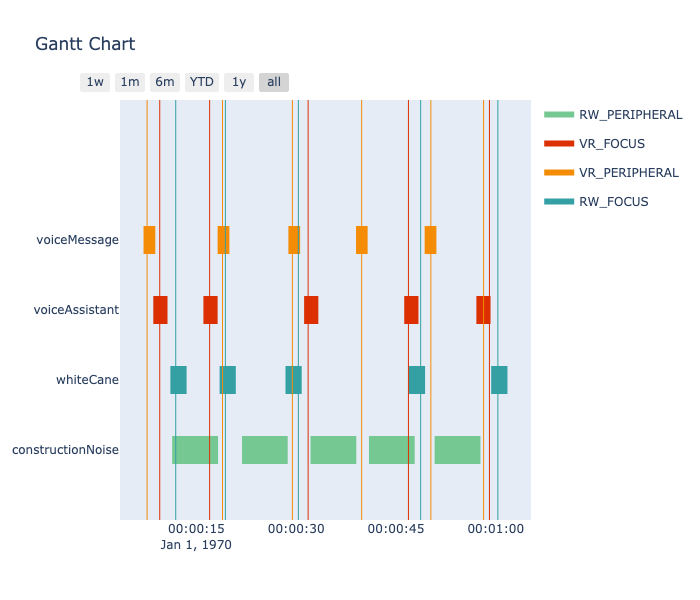 Gantt Chart
1w 1m 6m YTD 1y all
RW_PERIPHERAL
VR_FOCUS
VR_PERIPHERAL
RW_FOCUS
voiceMessage
voiceAssistant
whiteCane
constructionNoise
00:00:15 00:00:30 00:00:45 00:01:00
Jan 1, 1970